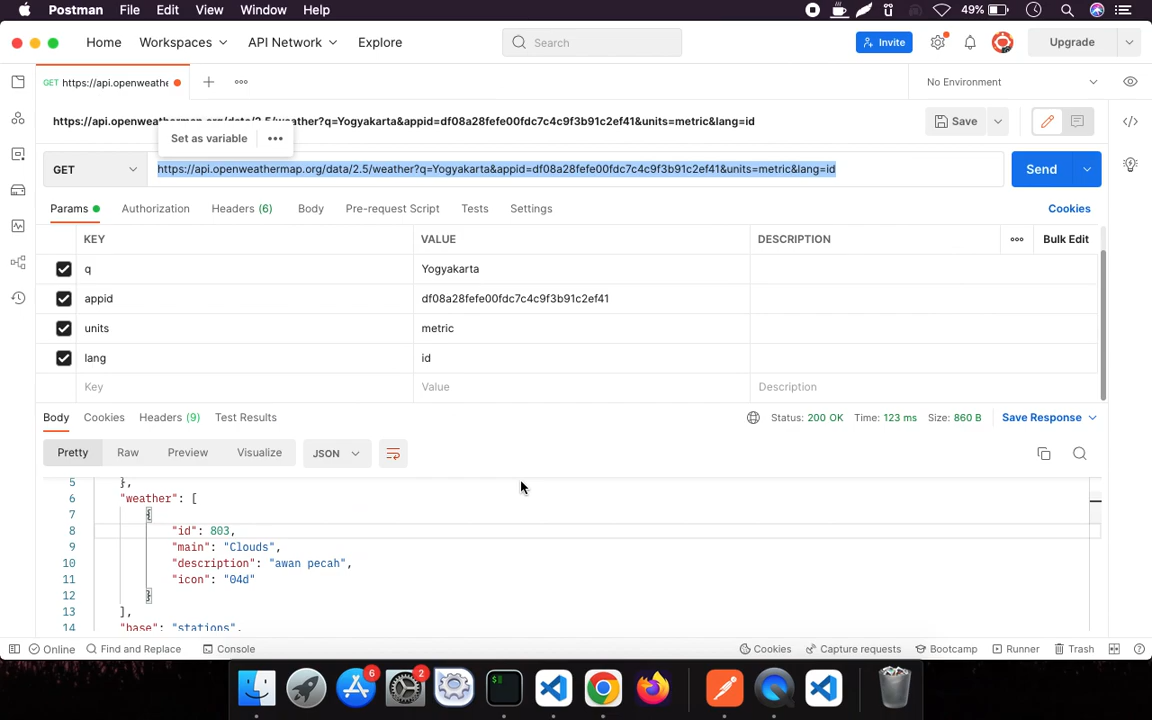 Postman File Edit View Window Help
49%
Home Workspaces API Network Explore
Search
Invite
Upgrade
GET https://api.openweathe
No Environment
https://api.openweathermap.org/data/2.5/weather?q=Yogyakarta&appid=df08a28fefe00fdc7c4c9f3b91c2ef41&units=metric&lang=id
Save
Set as variable
GET
https://api.openweathermap.org/data/2.5/weather?q=Yogyakarta&appid=df08a28fefe00fdc7c4c9f3b91c2ef41&units=metric&lang=id
Send
Params Authorization Headers (6) Body Pre-request Script Tests Settings
Cookies
KEY VALUE DESCRIPTION
Bulk Edit
q Yogyakarta
appid df08a28fefe00fdc7c4c9f3b91c2ef41
units metric
lang id
Key Value Description
Body Cookies Headers (9) Test Results
Status: 200 OK Time: 123 ms Size: 860 B Save Response
Pretty Raw Preview Visualize JSON
5 },
6 "weather": [
7 {
8 "id": 803,
9 "main": "Clouds",
10 "description": "awan pecah",
11 "icon": "04d"
12 }
13 ],
14 "base": "stations",
Online Find and Replace Console
Cookies Capture requests Bootcamp Runner Trash
6 2